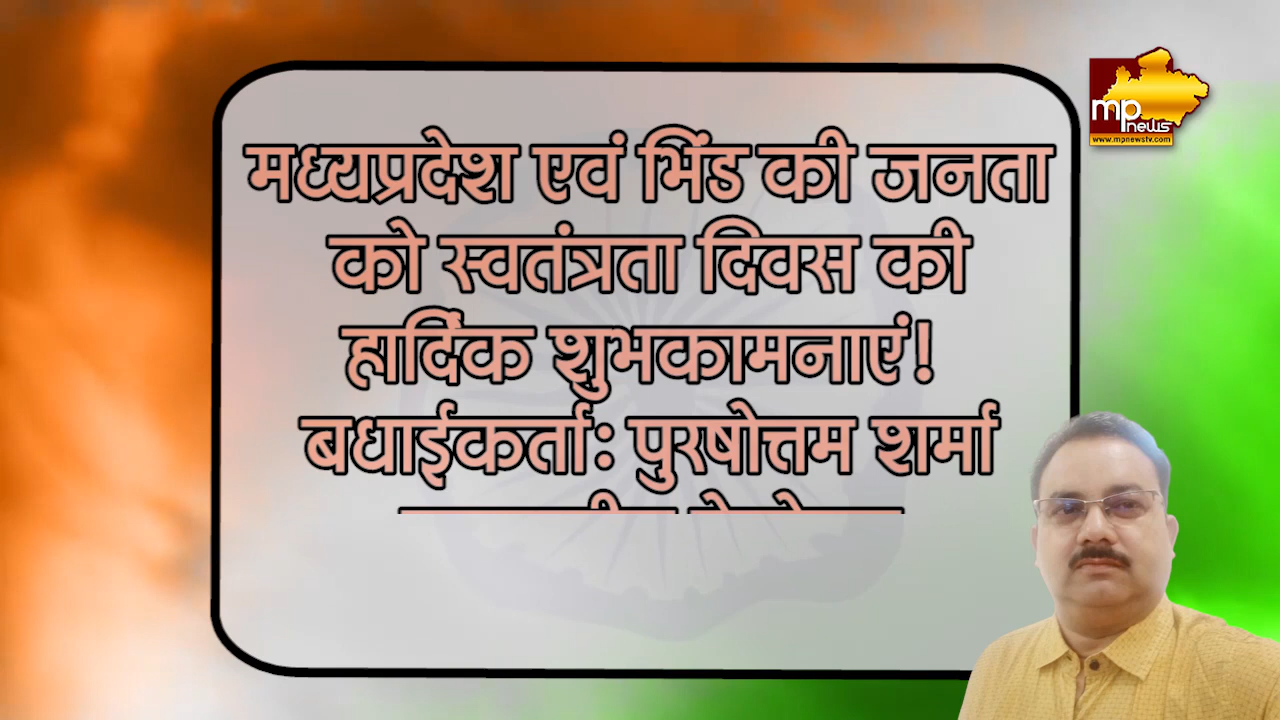 मध्यप्रदेश एवं भिंड की जनता
को स्वतंत्रता दिवस की
हार्दिक शुभकामनाएं!
बधाईकर्ताः पुरषोत्तम शर्मा
mp
news
www.mpnewstv.com